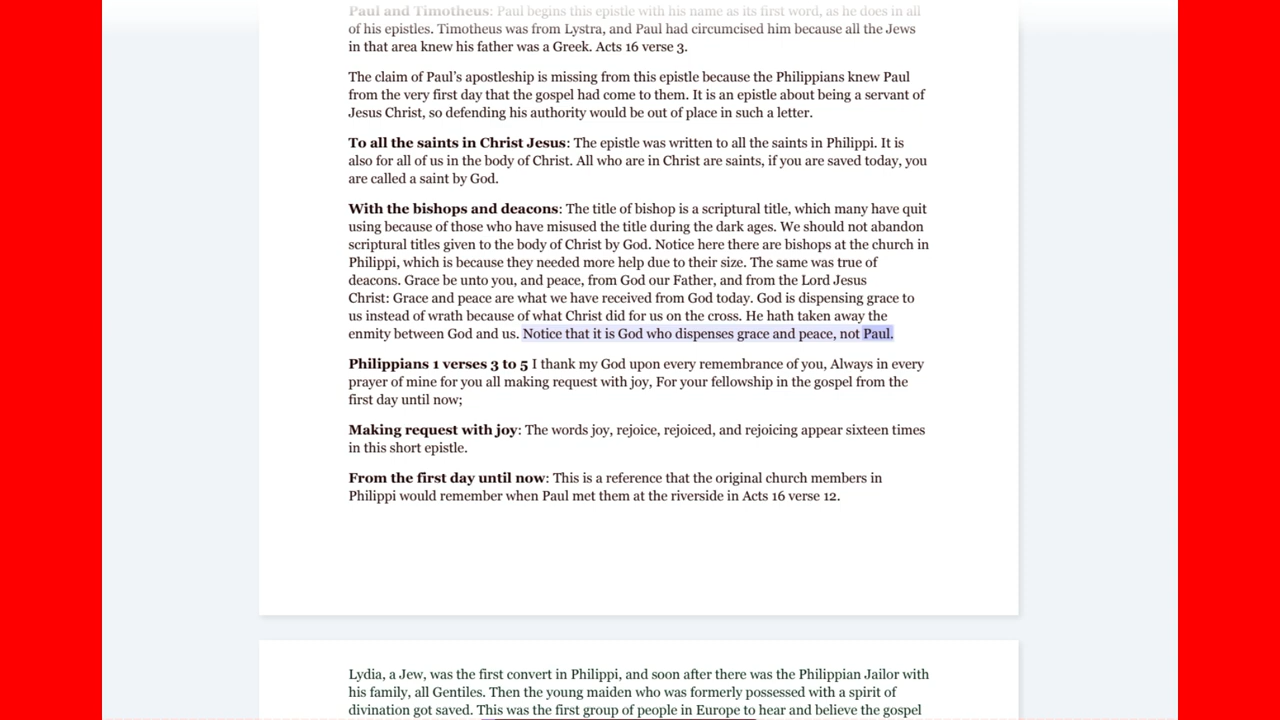 Paul and Timotheus: Paul begins this epistle with his name as its first word, as he does in all
of his epistles. Timotheus was from Lystra, and Paul had circumcised him because all the Jews
in that area knew his father was a Greek. Acts 16 verse 3.
The claim of Paul's apostleship is missing from this epistle because the Philippians knew Paul
from the very first day that the gospel had come to them. It is an epistle about being a servant of
Jesus Christ, so defending his authority would be out of place in such a letter.
To all the saints in Christ Jesus: The epistle was written to all the saints in Philippi. It is
also for all of us in the body of Christ. All who are in Christ are saints, if you are saved today, you
are called a saint by God.
With the bishops and deacons: The title of bishop is a scriptural title, which many have quit
using because of those who have misused the title during the dark ages. We should not abandon
scriptural titles given to the body of Christ by God. Notice here there are bishops at the church in
Philippi, which is because they needed more help due to their size. The same was true of
deacons. Grace be unto you, and peace, from God our Father, and from the Lord Jesus
Christ: Grace and peace are what we have received from God today. God is dispensing grace to
us instead of wrath because of what Christ did for us on the cross. He hath taken away the
enmity between God and us. Notice that it is God who dispenses grace and peace, not Paul.
Philippians 1 verses 3 to 5 I thank my God upon every remembrance of you, Always in every
prayer of mine for you all making request with joy, For your fellowship in the gospel from the
first day until now;
Making request with joy: The words joy, rejoice, rejoiced, and rejoicing appear sixteen times
in this short epistle.
From the first day until now: This is a reference that the original church members in
Philippi would remember when Paul met them at the riverside in Acts 16 verse 12.
Lydia, a Jew, was the first convert in Philippi, and soon after there was the Philippian Jailor with
his family, all Gentiles. Then the young maiden who was formerly possessed with a spirit of
divination got saved. This was the first group of people in Europe to hear and believe the gospel